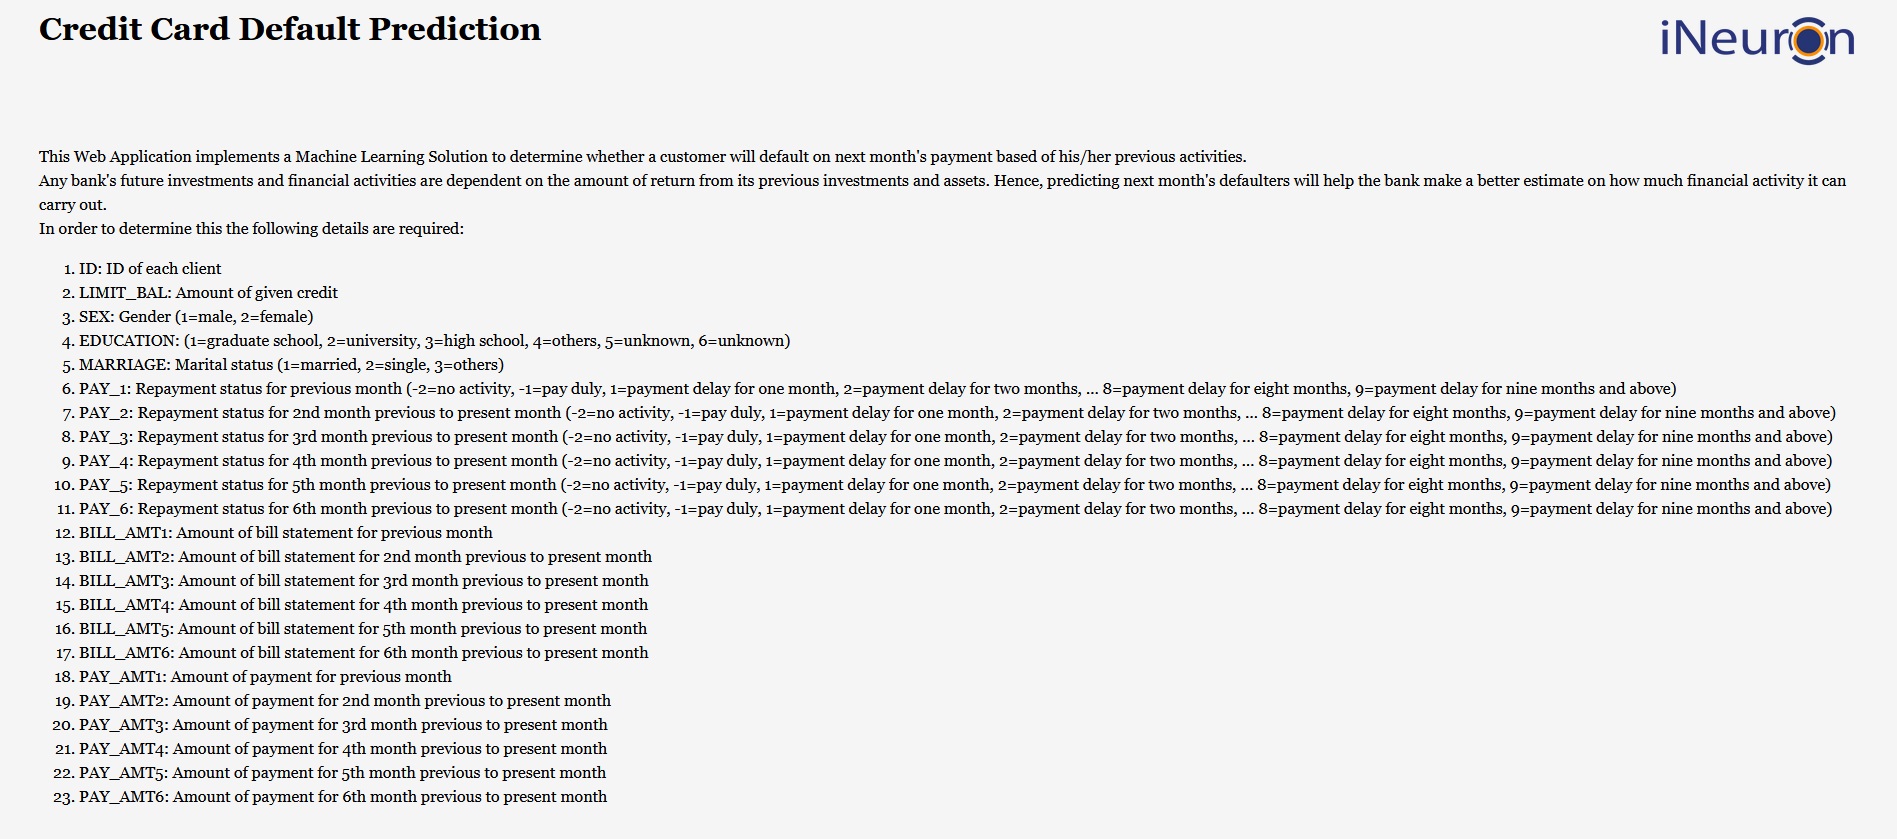 Credit Card Default Prediction
iNeuron
This Web Application implements a Machine Learning Solution to determine whether a customer will default on next month's payment based of his/her previous activities.
Any bank's future investments and financial activities are dependent on the amount of return from its previous investments and assets. Hence, predicting next month's defaulters will help the bank make a better estimate on how much financial activity it can
carry out.
In order to determine this the following details are required:
1. ID: ID of each client
2. LIMIT_BAL: Amount of given credit
3. SEX: Gender (1=male, 2=female)
4. EDUCATION: (1=graduate school, 2=university, 3=high school, 4=others, 5=unknown, 6=unknown)
5. MARRIAGE: Marital status (1=married, 2=single, 3=others)
6. PAY_1: Repayment status for previous month (-2=no activity, -1=pay duly, 1=payment delay for one month, 2=payment delay for two months, ... 8=payment delay for eight months, 9=payment delay for nine months and above)
7. PAY_2: Repayment status for 2nd month previous to present month (-2=no activity, -1=pay duly, 1=payment delay for one month, 2=payment delay for two months, ... 8=payment delay for eight months, 9=payment delay for nine months and above)
8. PAY_3: Repayment status for 3rd month previous to present month (-2=no activity, -1=pay duly, 1=payment delay for one month, 2=payment delay for two months, ... 8=payment delay for eight months, 9=payment delay for nine months and above)
9. PAY_4: Repayment status for 4th month previous to present month (-2=no activity, -1=pay duly, 1=payment delay for one month, 2=payment delay for two months, ... 8=payment delay for eight months, 9=payment delay for nine months and above)
10. PAY_5: Repayment status for 5th month previous to present month (-2=no activity, -1=pay duly, 1=payment delay for one month, 2=payment delay for two months, ... 8=payment delay for eight months, 9=payment delay for nine months and above)
11. PAY_6: Repayment status for 6th month previous to present month (-2=no activity, -1=pay duly, 1=payment delay for one month, 2=payment delay for two months, ... 8=payment delay for eight months, 9=payment delay for nine months and above)
12. BILL_AMT1: Amount of bill statement for previous month
13. BILL_AMT2: Amount of bill statement for 2nd month previous to present month
14. BILL_AMT3: Amount of bill statement for 3rd month previous to present month
15. BILL_AMT4: Amount of bill statement for 4th month previous to present month
16. BILL_AMT5: Amount of bill statement for 5th month previous to present month
17. BILL_AMT6: Amount of bill statement for 6th month previous to present month
18. PAY_AMT1: Amount of payment for previous month
19. PAY_AMT2: Amount of payment for 2nd month previous to present month
20. PAY_AMT3: Amount of payment for 3rd month previous to present month
21. PAY_AMT4: Amount of payment for 4th month previous to present month
22. PAY_AMT5: Amount of payment for 5th month previous to present month
23. PAY_AMT6: Amount of payment for 6th month previous to present month